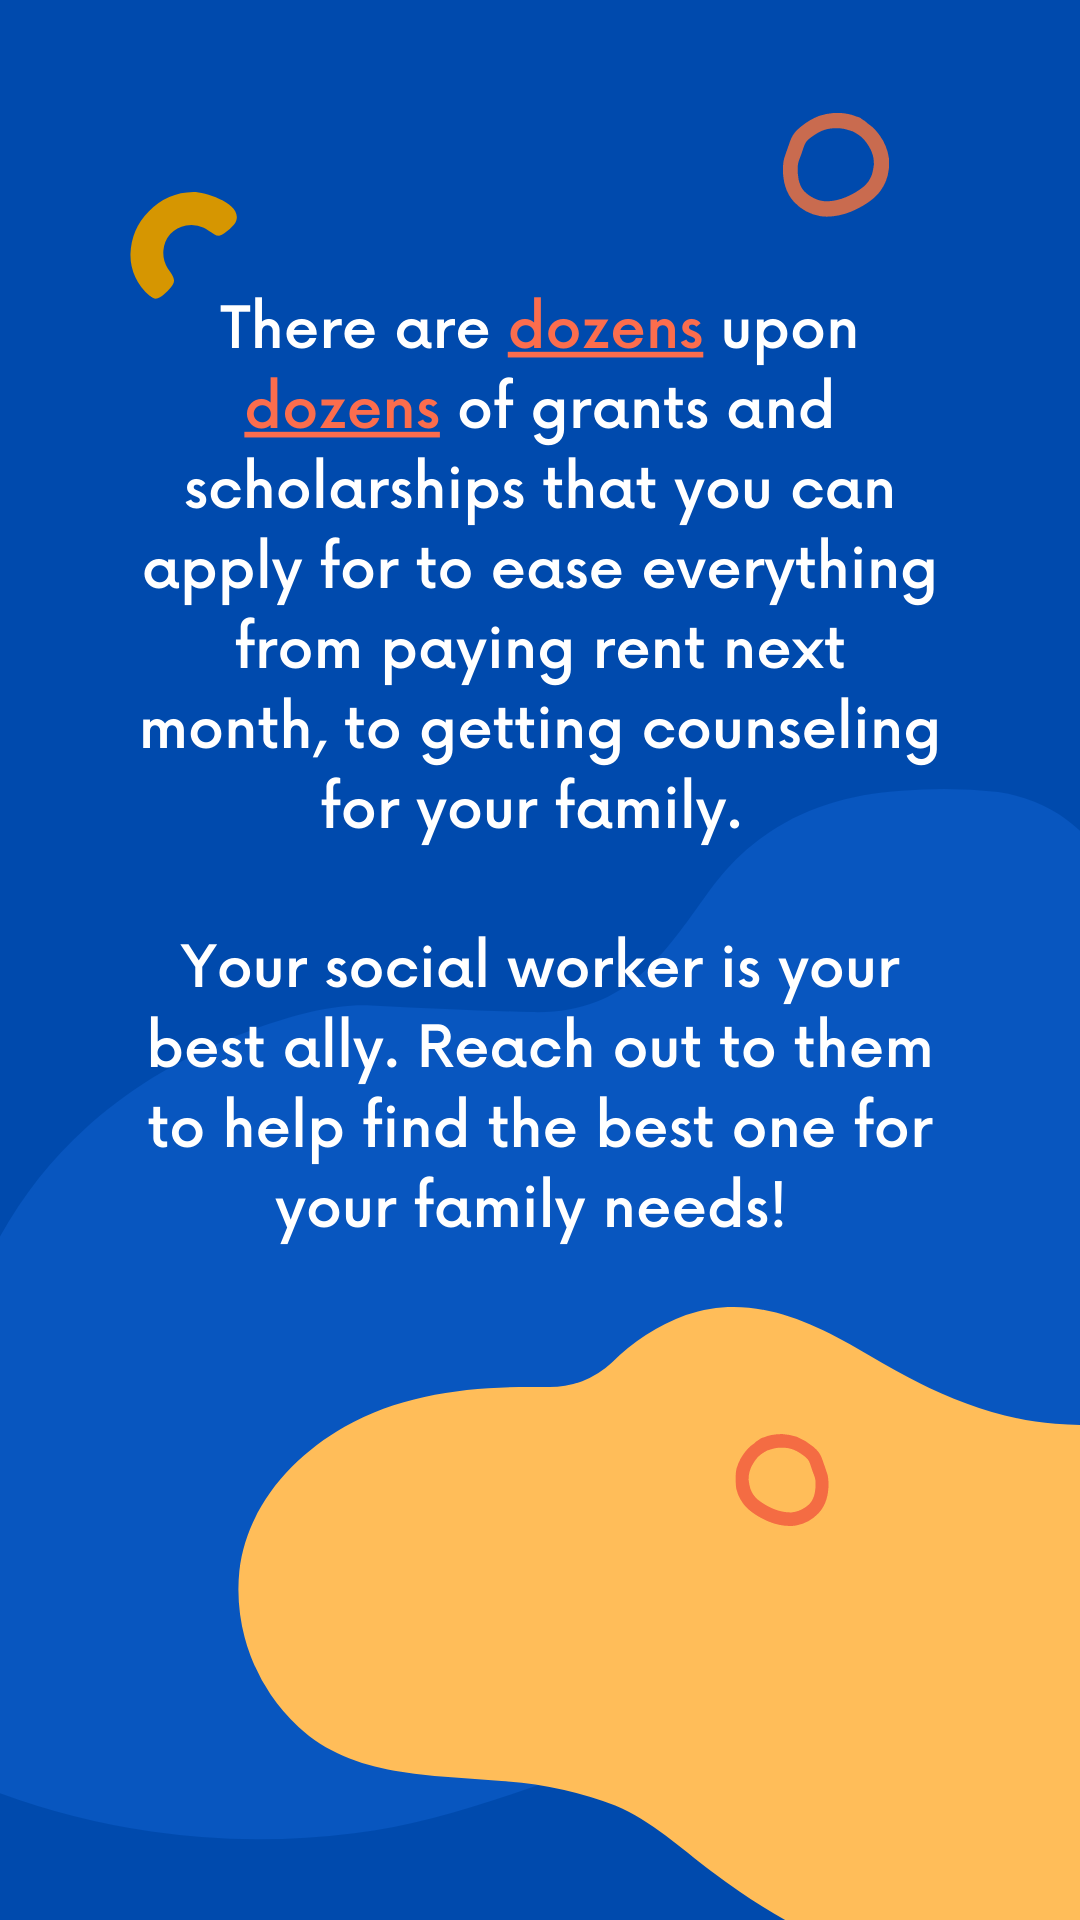 There are dozens upon
dozens of grants and
scholarships that you can
apply for to ease everything
from paying rent next
month, to getting counseling
for your family.
Your social worker is your
best ally. Reach out to them
to help find the best one for
your family needs!